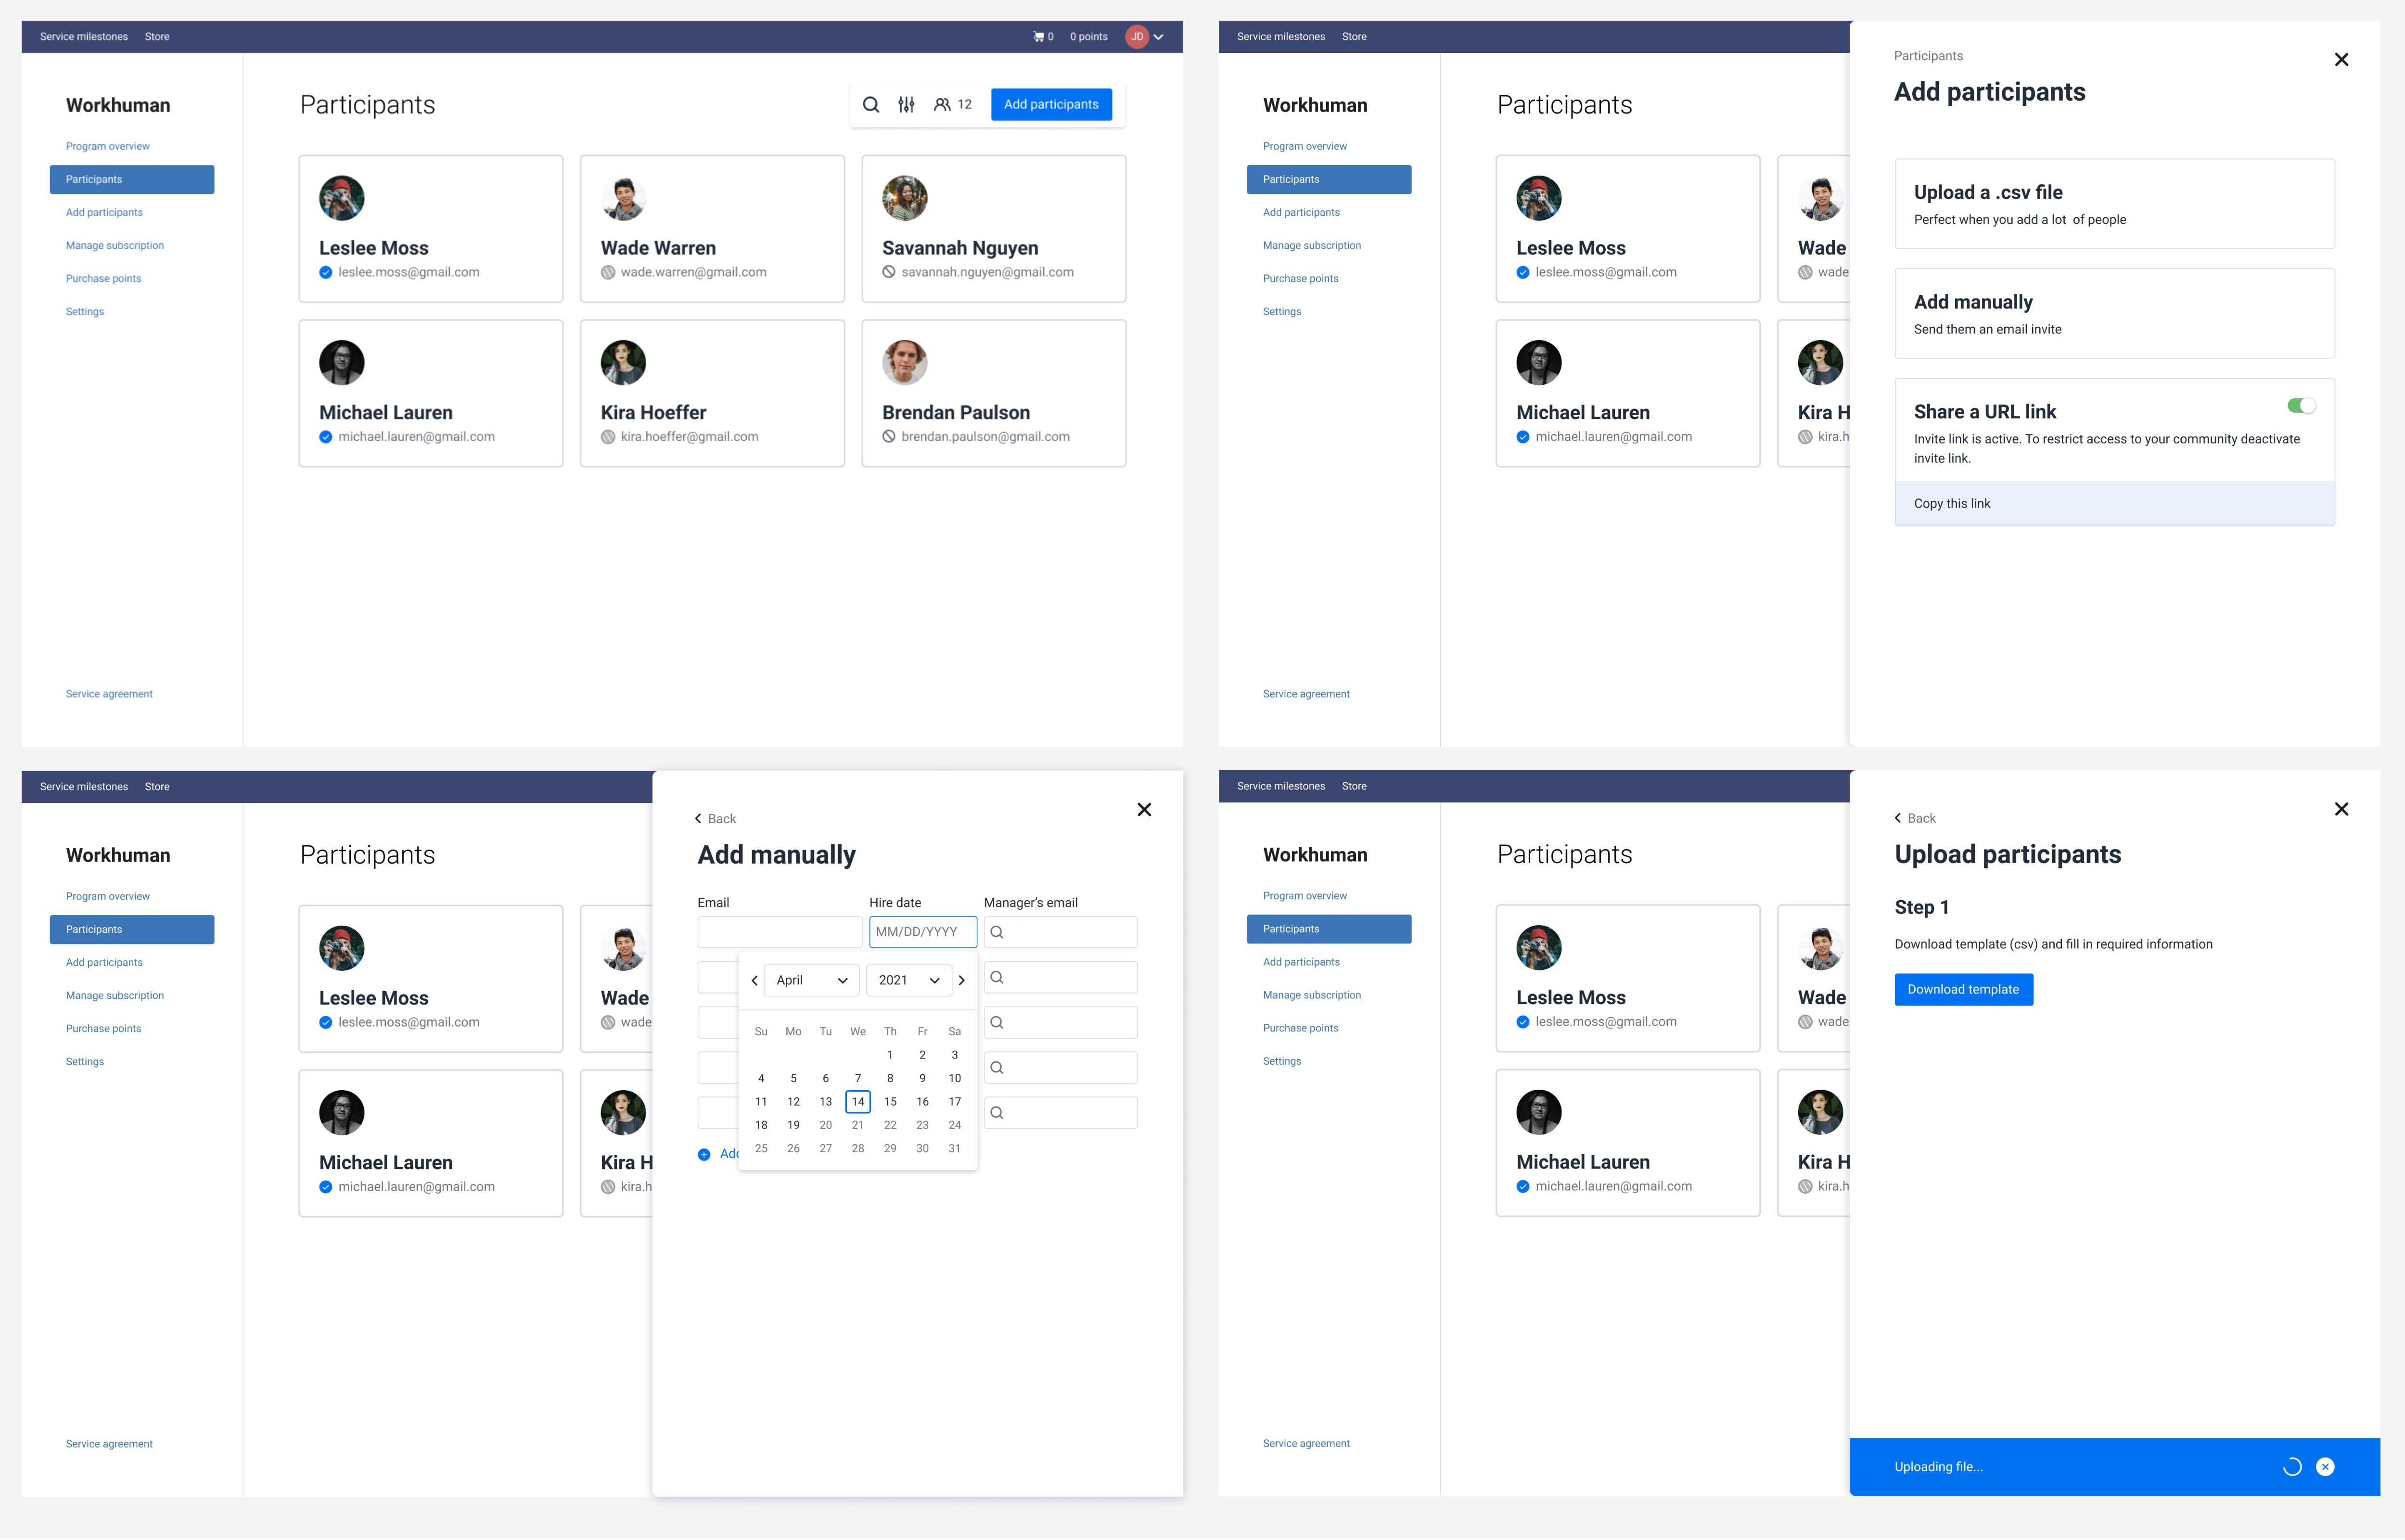 Service milestones Store 0 0 points JD
Workhuman
Program overview
Participants
Add participants
Manage subscription
Purchase points
Settings
Service agreement
Participants
12 Add participants
Leslee Moss
leslee.moss@gmail.com
Wade Warren
wade.warren@gmail.com
Savannah Nguyen
savannah.nguyen@gmail.com
Michael Lauren
michael.lauren@gmail.com
Kira Hoeffer
kira.hoeffer@gmail.com
Brendan Paulson
brendan.paulson@gmail.com
Service milestones Store
Workhuman
Program overview
Participants
Add participants
Manage subscription
Purchase points
Settings
Service agreement
Participants
Leslee Moss
leslee.moss@gmail.com
Wade
wade
Michael Lauren
michael.lauren@gmail.com
Kira H
kira.h
Participants
Add participants
Upload a .csv file
Perfect when you add a lot of people
Add manually
Send them an email invite
Share a URL link
Invite link is active. To restrict access to your community deactivate
invite link.
Copy this link
Service milestones Store
Workhuman
Program overview
Participants
Add participants
Manage subscription
Purchase points
Settings
Service agreement
Participants
Leslee Moss
leslee.moss@gmail.com
Wade
wade
Michael Lauren
michael.lauren@gmail.com
Kira H
kira.h
Back
Add manually
Email Hire date Manager's email
MM/DD/YYYY
April 2021
Su Mo Tu We Th Fr Sa
1 2 3
4 5 6 7 8 9 10
11 12 13 14 15 16 17
18 19 20 21 22 23 24
25 26 27 28 29 30 31
Add
Service milestones Store
Workhuman
Program overview
Participants
Add participants
Manage subscription
Purchase points
Settings
Service agreement
Participants
Leslee Moss
leslee.moss@gmail.com
Wade
wade
Michael Lauren
michael.lauren@gmail.com
Kira H
kira.h
Back
Upload participants
Step 1
Download template (csv) and fill in required information
Download template
Uploading file...